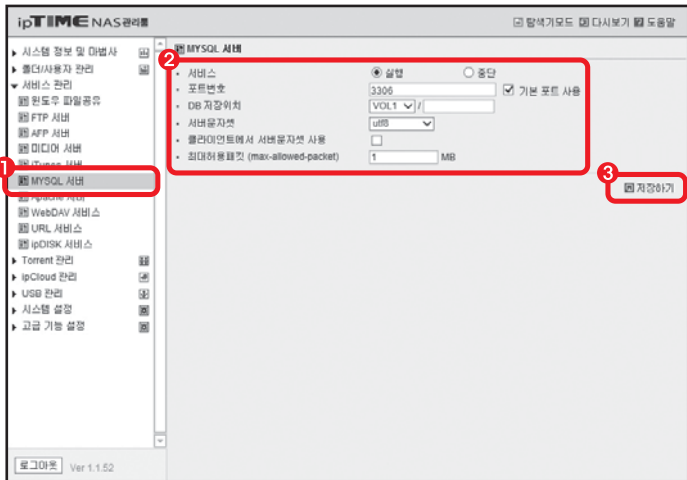 ipTIME NAS관리툴
탐색기모드 다시보기 도움말
시스템 정보 및 마법사
폴더/사용자 관리
서비스 관리
윈도우 파일공유
FTP 서버
AFP 서버
미디어 서버
iTunes 서버
MYSQL 서버
Apache 서버
WebDAV 서비스
URL 서비스
ipDISK 서비스
Torrent 관리
ipCloud 관리
USB 관리
시스템 설정
고급 기능 설정
로그아웃 Ver 1.1.52
1
MYSQL 서버
2
서비스 실행 중단
포트번호 3306 기본 포트 사용
DB 저장위치 VOL1 /
서버문자셋 utf8
클라이언트에서 서버문자셋 사용
최대허용패킷 (max-allowed-packet) 1 MB
3
저장하기